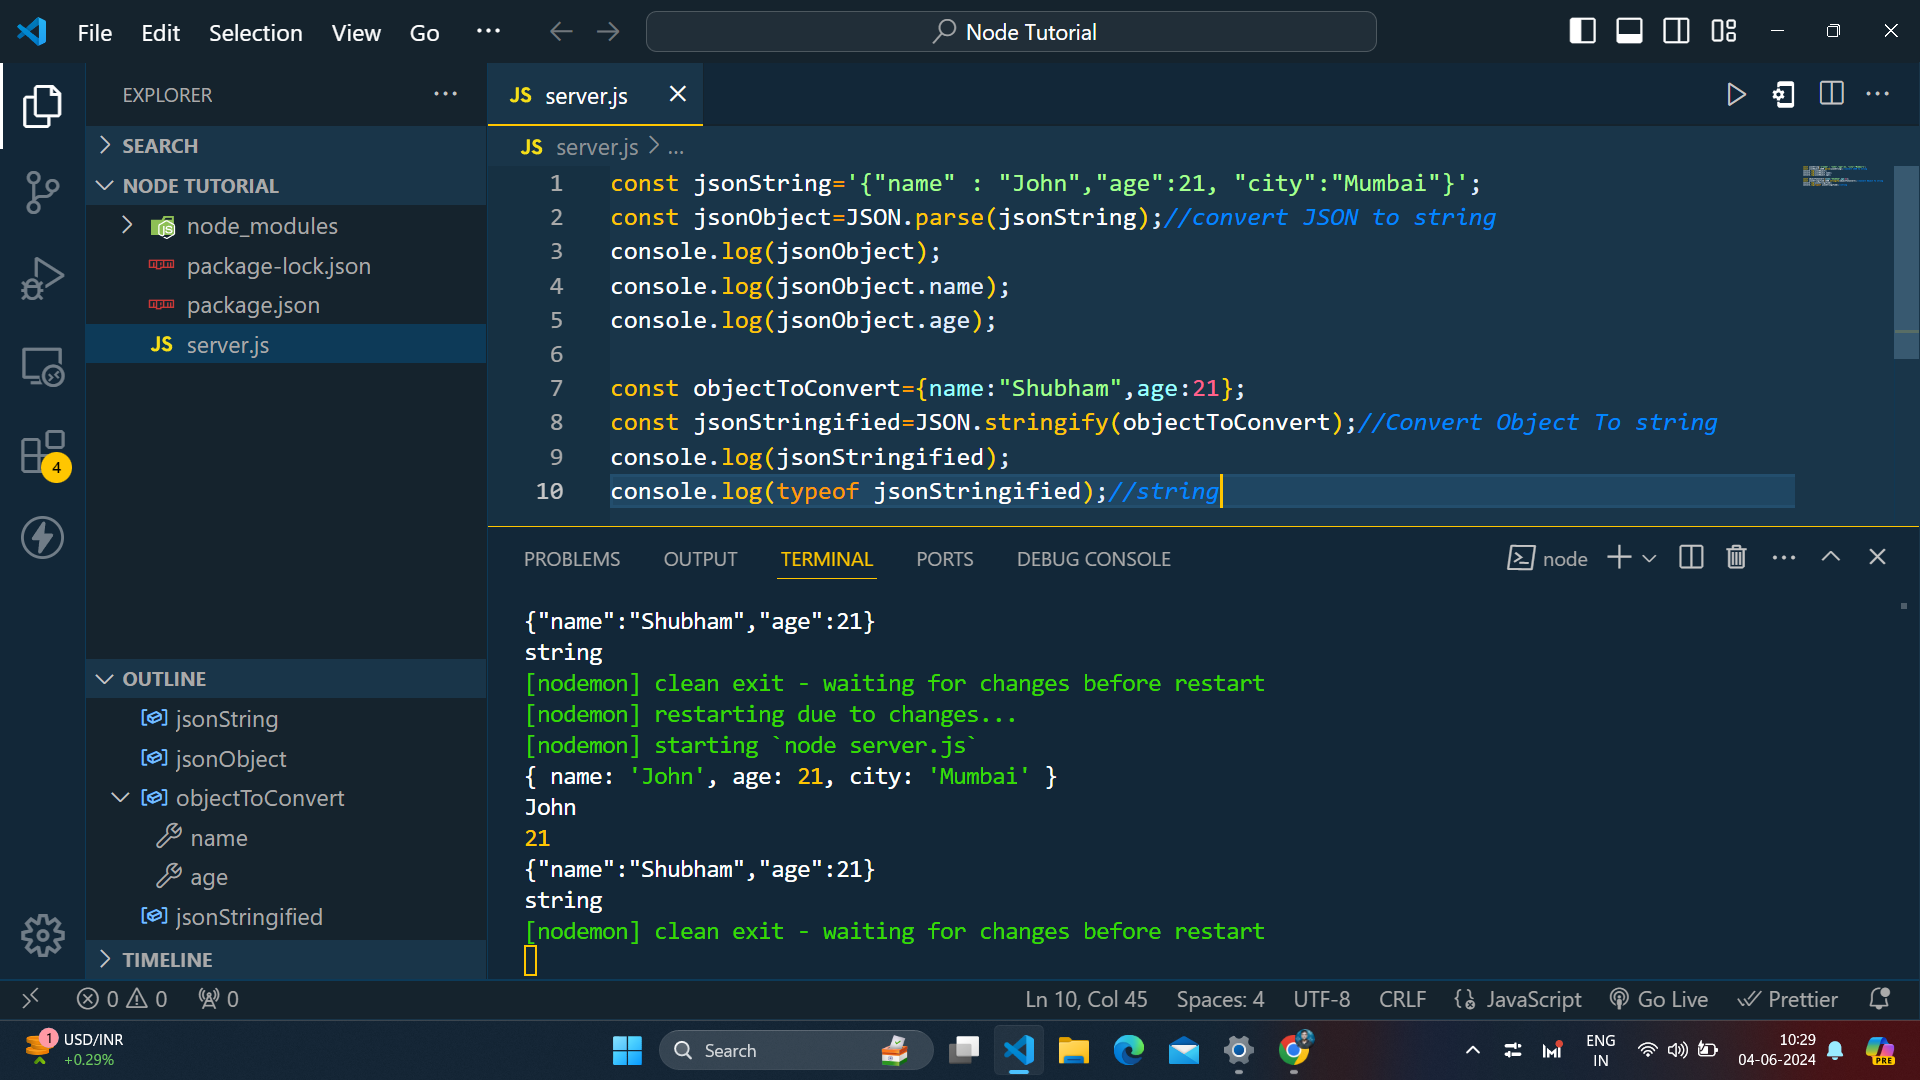 File Edit Selection View Go ··· Node Tutorial
EXPLORER ···
SEARCH
NODE TUTORIAL
node_modules
package-lock.json
package.json
JS server.js
OUTLINE
jsonString
jsonObject
objectToConvert
name
age
jsonStringified
TIMELINE
4
JS server.js
JS server.js > ...
1 const jsonString='{"name" : "John","age":21, "city":"Mumbai"}';
2 const jsonObject=JSON.parse(jsonString);//convert JSON to string
3 console.log(jsonObject);
4 console.log(jsonObject.name);
5 console.log(jsonObject.age);
6
7 const objectToConvert={name:"Shubham",age:21};
8 const jsonStringified=JSON.stringify(objectToConvert);//Convert Object To string
9 console.log(jsonStringified);
10 console.log(typeof jsonStringified);//string
PROBLEMS OUTPUT TERMINAL PORTS DEBUG CONSOLE node
{"name":"Shubham","age":21}
string
[nodemon] clean exit - waiting for changes before restart
[nodemon] restarting due to changes...
[nodemon] starting `node server.js`
{ name: 'John', age: 21, city: 'Mumbai' }
John
21
{"name":"Shubham","age":21}
string
[nodemon] clean exit - waiting for changes before restart
0 0 0 Ln 10, Col 45 Spaces: 4 UTF-8 CRLF JavaScript Go Live Prettier
1 USD/INR
+0.29%
Search
ENG
IN
10:29
04-06-2024
PRE